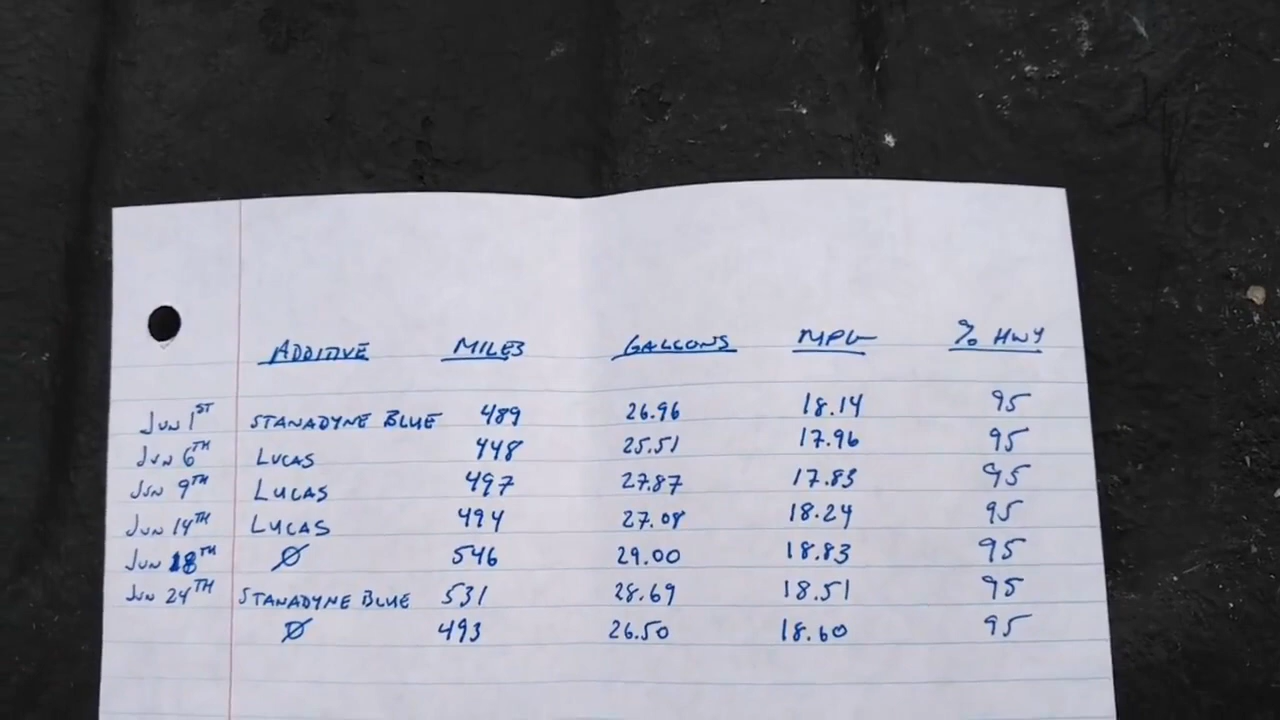 ADDITIVE MILES GALLONS MPG % HWY
JUN 1ST STANADYNE BLUE 489 26.96 18.14 95
JUN 6TH LUCAS 448 25.51 17.96 95
JUN 9TH LUCAS 497 27.87 17.83 95
JUN 14TH LUCAS 494 27.08 18.24 95
JUN 18TH Ø 546 29.00 18.83 95
JUN 24TH STANADYNE BLUE 531 28.69 18.51 95
Ø 493 26.50 18.60 95